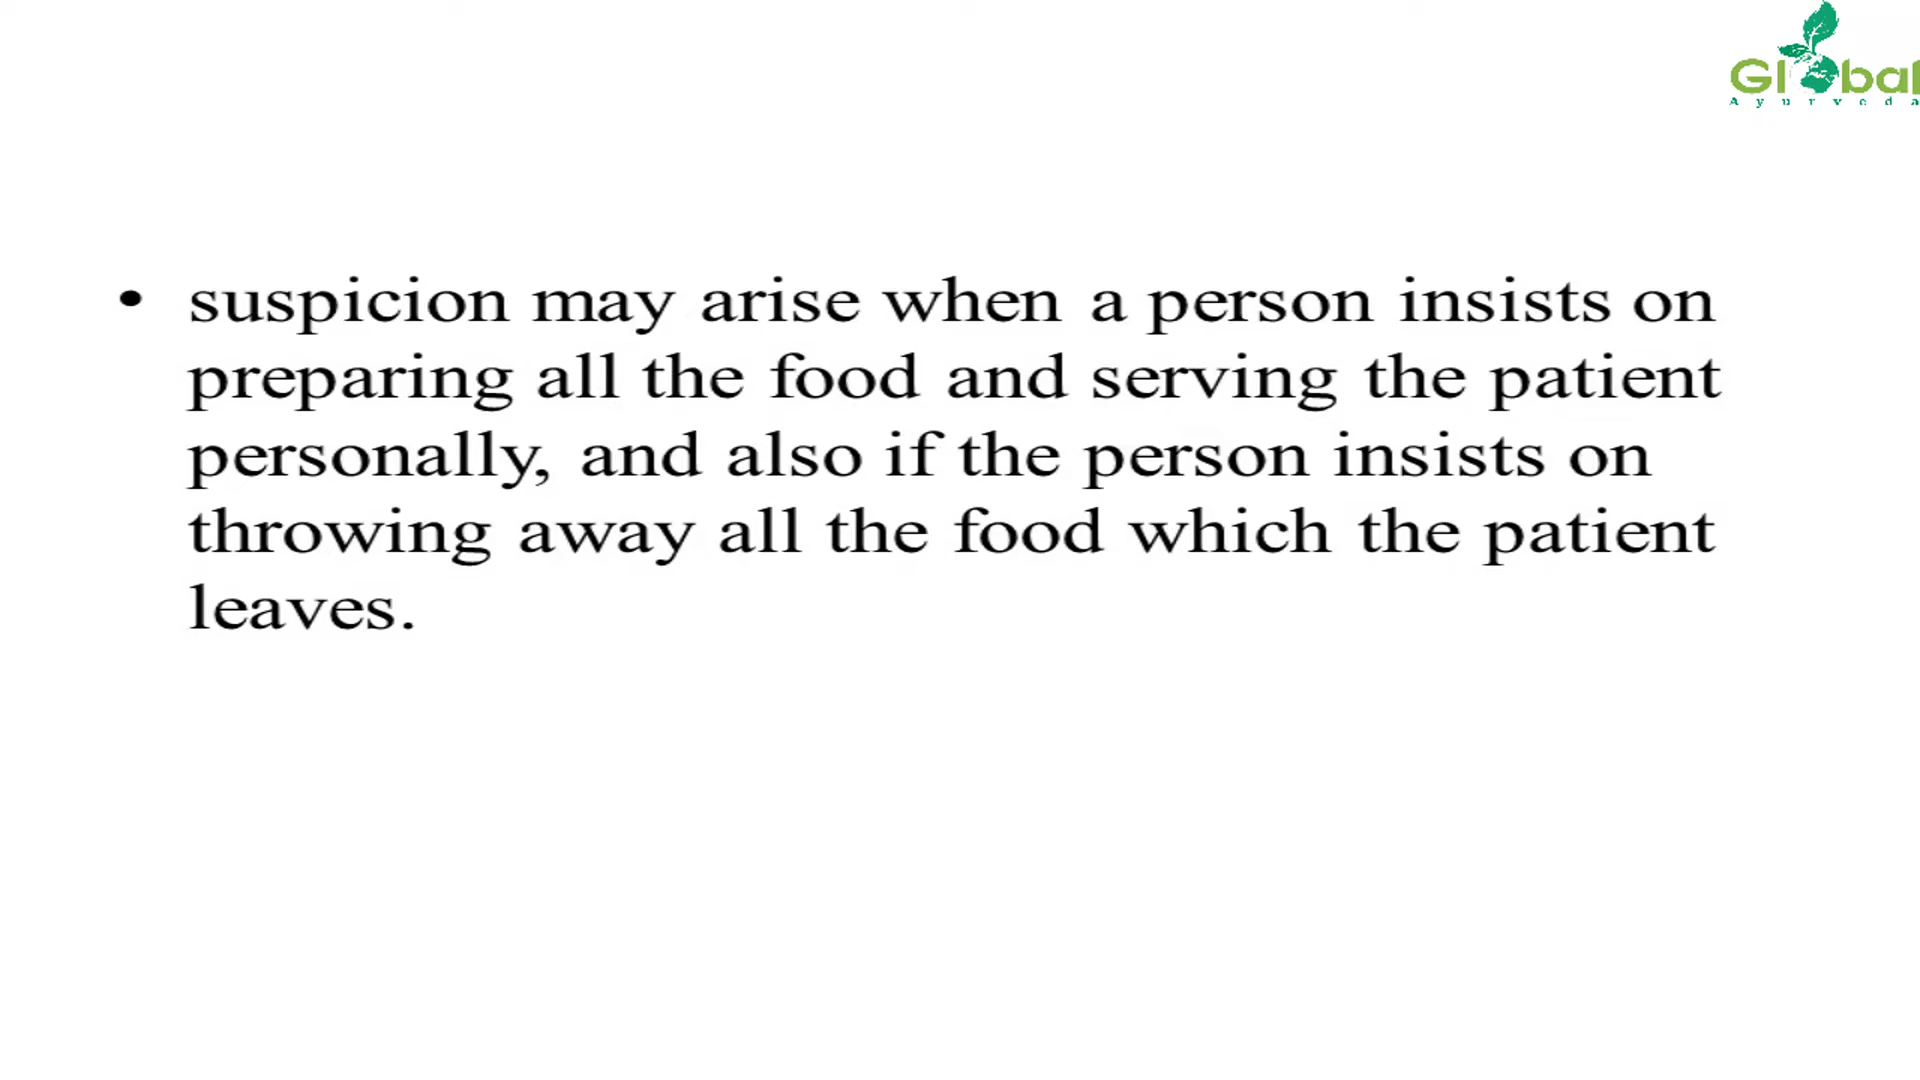 Global
Ayurveda
• suspicion may arise when a person insists on
preparing all the food and serving the patient
personally, and also if the person insists on
throwing away all the food which the patient
leaves.